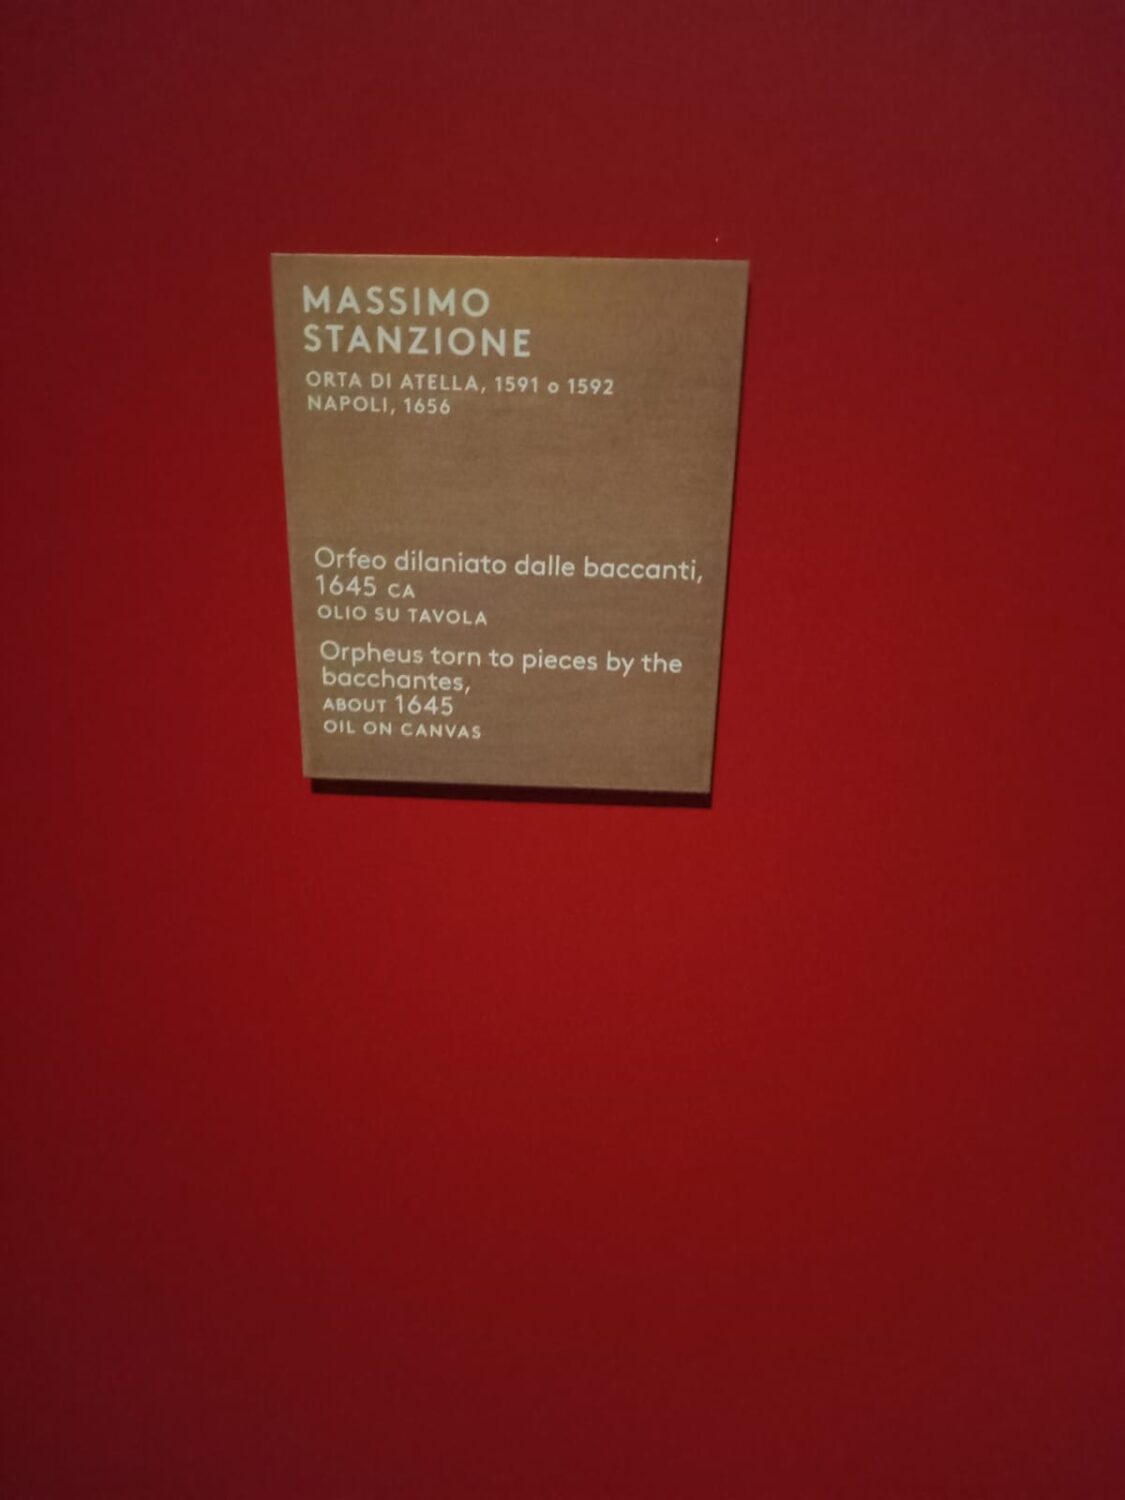 MASSIMO
STANZIONE
ORTA DI ATELLA, 1591 o 1592
NAPOLI, 1656
Orfeo dilaniato dalle baccanti,
1645 CA
OLIO SU TAVOLA
Orpheus torn to pieces by the
bacchantes,
ABOUT 1645
OIL ON CANVAS